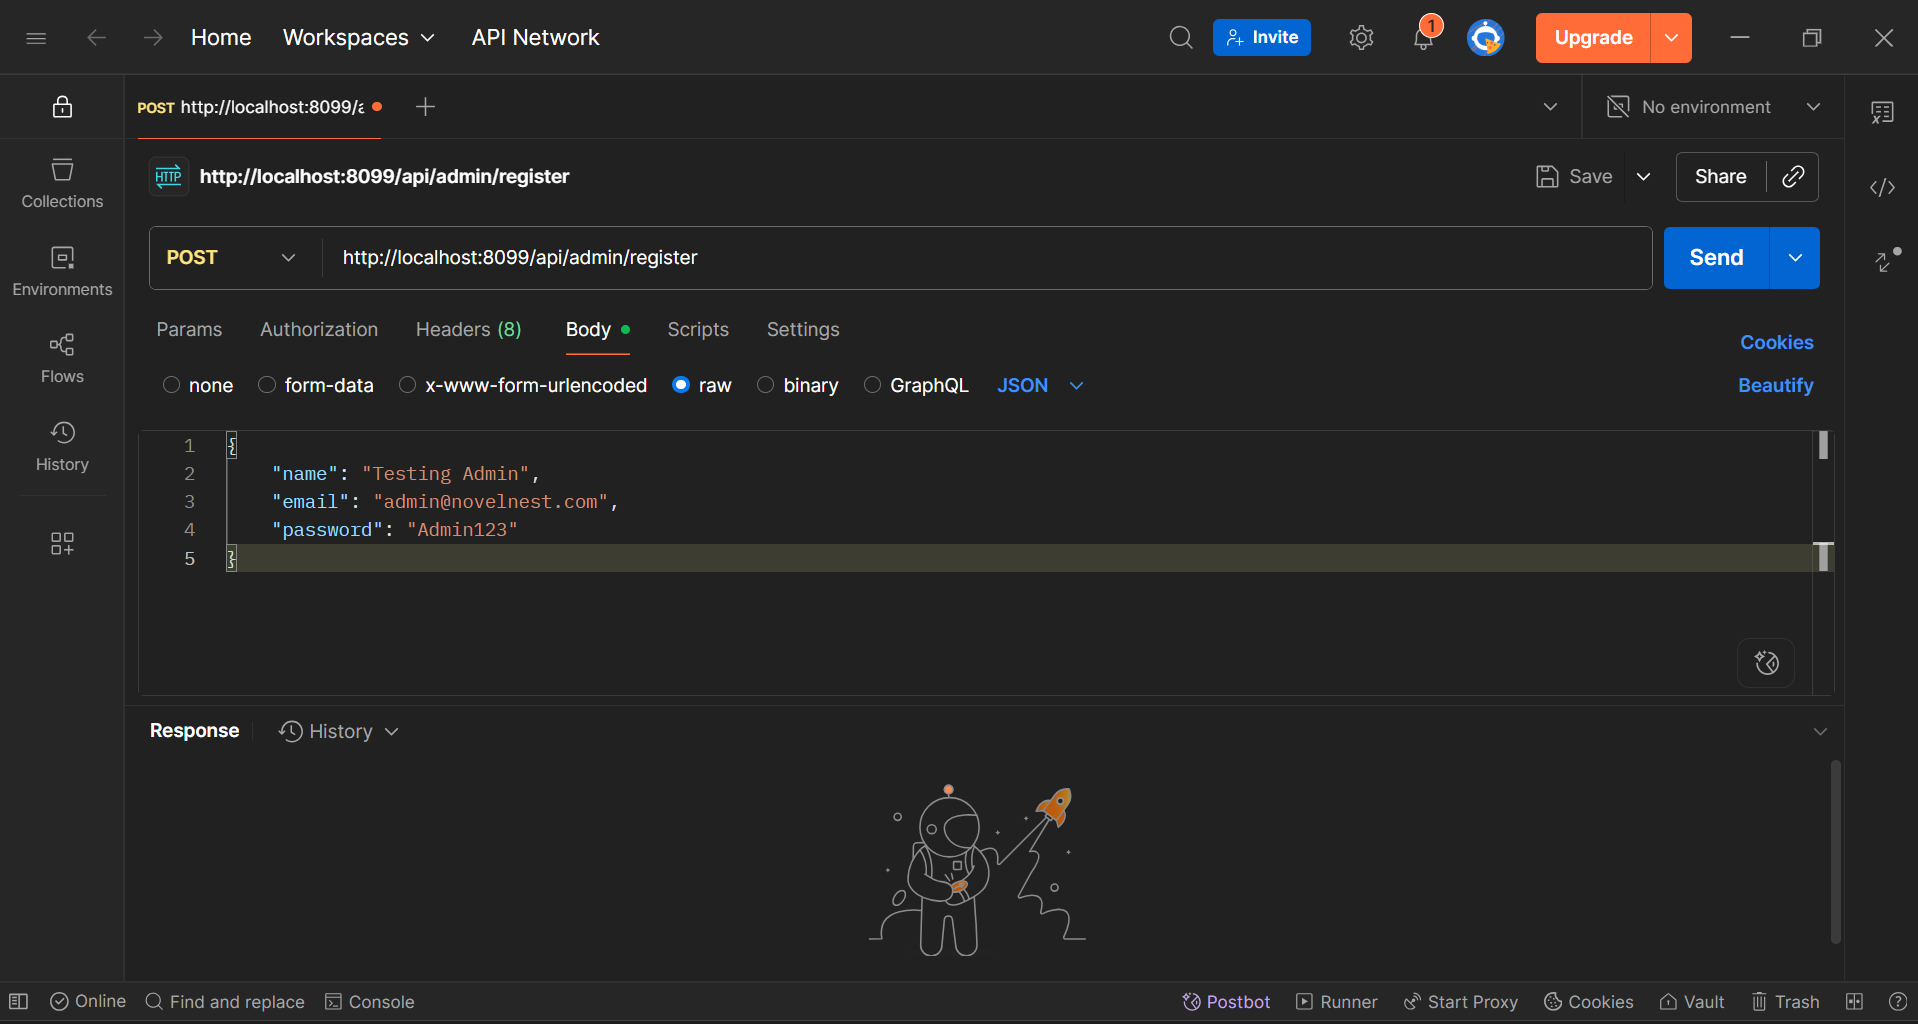 Home Workspaces API Network Invite 1 Upgrade
POST http://localhost:8099/a No environment
HTTP http://localhost:8099/api/admin/register Save Share
POST http://localhost:8099/api/admin/register Send
Params Authorization Headers (8) Body Scripts Settings Cookies
none form-data x-www-form-urlencoded raw binary GraphQL JSON Beautify
1 {
2 "name": "Testing Admin",
3 "email": "admin@novelnest.com",
4 "password": "Admin123"
5 }
Collections
Environments
Flows
History
Response History
Online Find and replace Console Postbot Runner Start Proxy Cookies Vault Trash